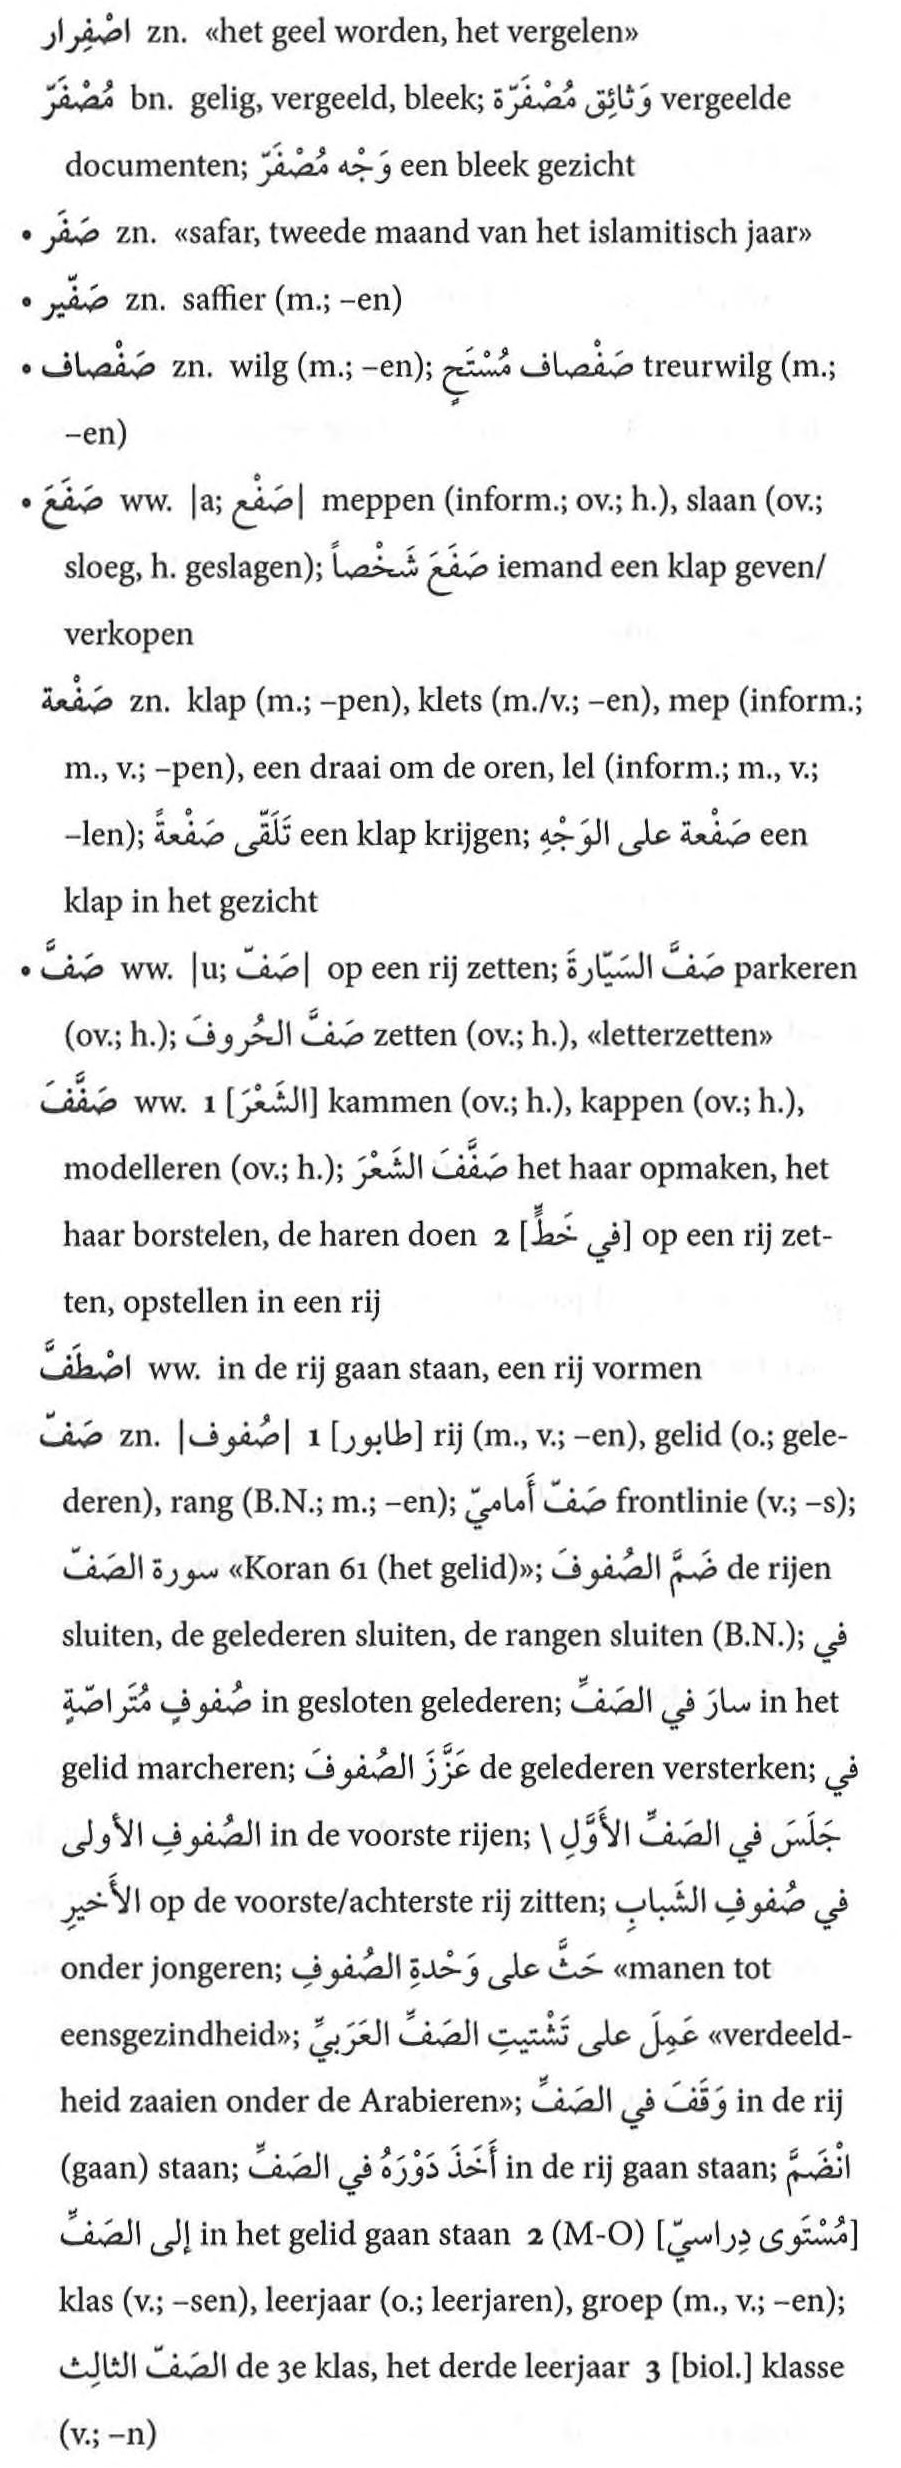 اصْفِرار zn. «het geel worden, het vergelen»
مُصْفَرّ bn. gelig, vergeeld, bleek; وَثائِق مُصْفَرّة vergeelde
documenten; وَجْه مُصْفَرّ een bleek gezicht
• صَفَر zn. «safar, tweede maand van het islamitisch jaar»
• صَفّير zn. saffier (m.; –en)
• صَفْصاف zn. wilg (m.; –en); صَفْصاف مُسْتَحٍ treurwilg (m.;
–en)
• صَفَعَ ww. |a; صَفْع| meppen (inform.; ov.; h.), slaan (ov.;
sloeg, h. geslagen); صَفَعَ شَخْصاً iemand een klap geven/
verkopen
صَفْعة zn. klap (m.; –pen), klets (m./v.; –en), mep (inform.;
m., v.; –pen), een draai om de oren, lel (inform.; m., v.;
–len); تَلَقّى صَفْعةً een klap krijgen; صَفْعة على الوَجْهِ een
klap in het gezicht
• صَفَّ ww. |u; صَفّ| op een rij zetten; صَفَّ السَيّارةَ parkeren
(ov.; h.); صَفَّ الحُروفَ zetten (ov.; h.), «letterzetten»
صَفَّفَ ww. 1 [الشَعْرَ] kammen (ov.; h.), kappen (ov.; h.),
modelleren (ov.; h.); صَفَّفَ الشَعْرَ het haar opmaken, het
haar borstelen, de haren doen 2 [في خَطٍّ] op een rij zet-
ten, opstellen in een rij
اصْطَفَّ ww. in de rij gaan staan, een rij vormen
صَفّ zn. |صُفوف| 1 [طابور] rij (m., v.; –en), gelid (o.; gele-
deren), rang (B.N.; m.; –en); صَفّ أَماميّ frontlinie (v.; –s);
سورة الصَفّ «Koran 61 (het gelid)»; ضَمَّ الصُفوفَ de rijen
sluiten, de gelederen sluiten, de rangen sluiten (B.N.); في
صُفوفٍ مُتَراصّةٍ in gesloten gelederen; سارَ في الصَفِّ in het
gelid marcheren; عَزَّزَ الصُفوفَ de gelederen versterken; في
الصُفوفِ الأولى in de voorste rijen; جَلَسَ في الصَفِّ الأَوَّلِ \
الأَخيرِ op de voorste/achterste rij zitten; في صُفوفِ الشَبابِ
onder jongeren; حَثَّ على وَحْدةِ الصُفوفِ «manen tot
eensgezindheid»; عَمِلَ على تَشْتيتِ الصَفِّ العَرَبيِّ «verdeeld-
heid zaaien onder de Arabieren»; وَقَفَ في الصَفِّ in de rij
(gaan) staan; أَخَذَ دَوْرَهُ في الصَفِّ in de rij gaan staan; انْضَمَّ
إلى الصَفِّ in het gelid gaan staan 2 (M-O) [مُسْتَوى دِراسيّ]
klas (v.; –sen), leerjaar (o.; leerjaren), groep (m., v.; –en);
الصَفّ الثالِث de 3e klas, het derde leerjaar 3 [biol.] klasse
(v.; –n)